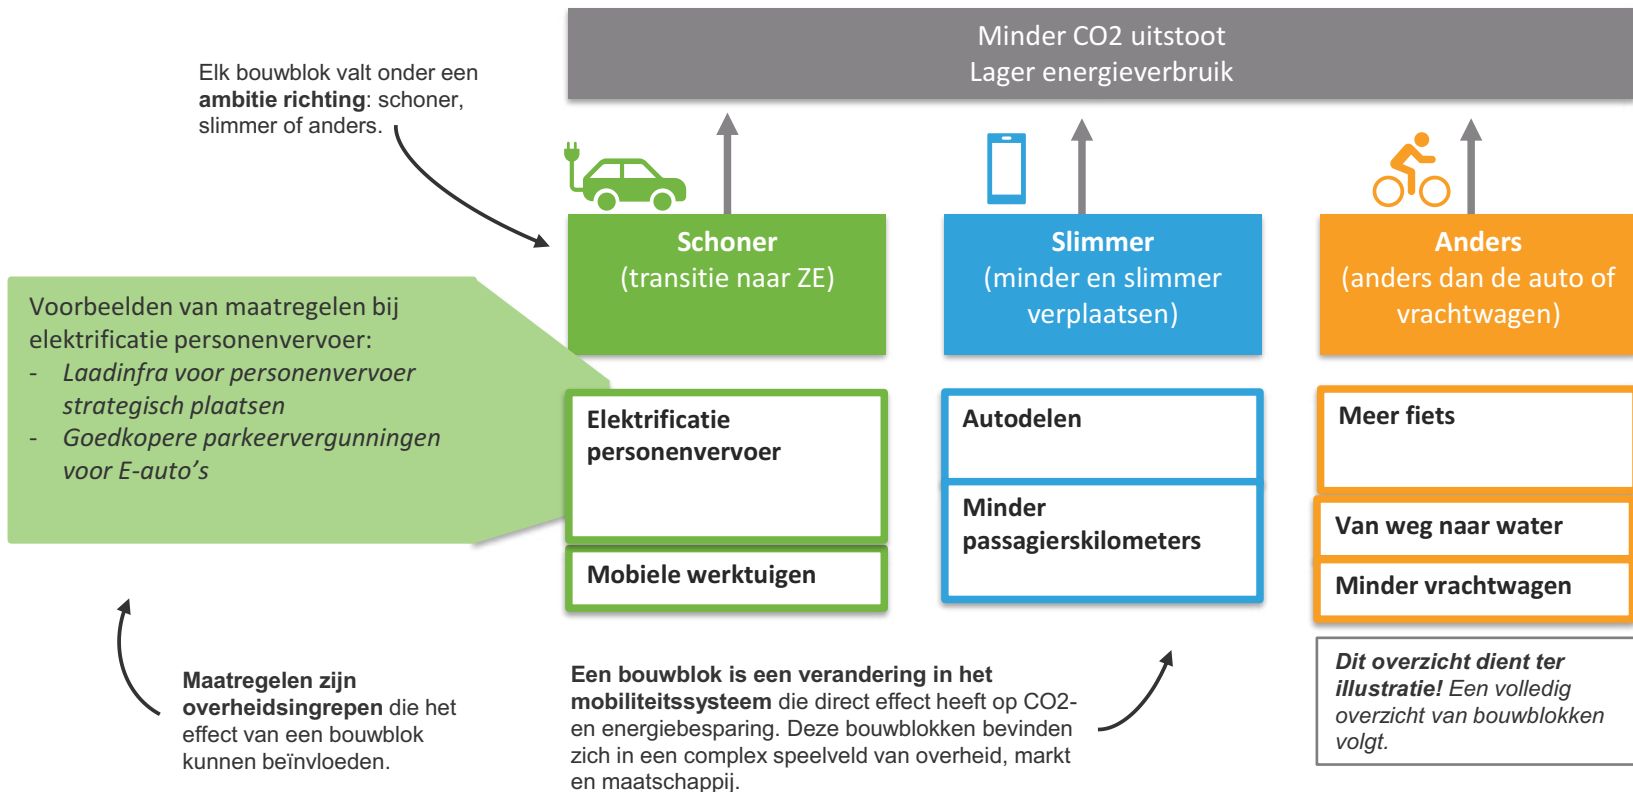 Minder CO2 uitstoot
Lager energieverbruik
Elk bouwblok valt onder een
ambitie richting: schoner,
slimmer of anders.
Schoner
(transitie naar ZE)
Slimmer
(minder en slimmer
verplaatsen)
Anders
(anders dan de auto of
vrachtwagen)
Voorbeelden van maatregelen bij
elektrificatie personenvervoer:
- Laadinfra voor personenvervoer
strategisch plaatsen
- Goedkopere parkeervergunningen
voor E-auto's
Elektrificatie
personenvervoer
Mobiele werktuigen
Autodelen
Minder
passagierskilometers
Meer fiets
Van weg naar water
Minder vrachtwagen
Maatregelen zijn
overheidsingrepen die het
effect van een bouwblok
kunnen beïnvloeden.
Een bouwblok is een verandering in het
mobiliteitssysteem die direct effect heeft op CO2-
en energiebesparing. Deze bouwblokken bevinden
zich in een complex speelveld van overheid, markt
en maatschappij.
Dit overzicht dient ter
illustratie! Een volledig
overzicht van bouwblokken
volgt.